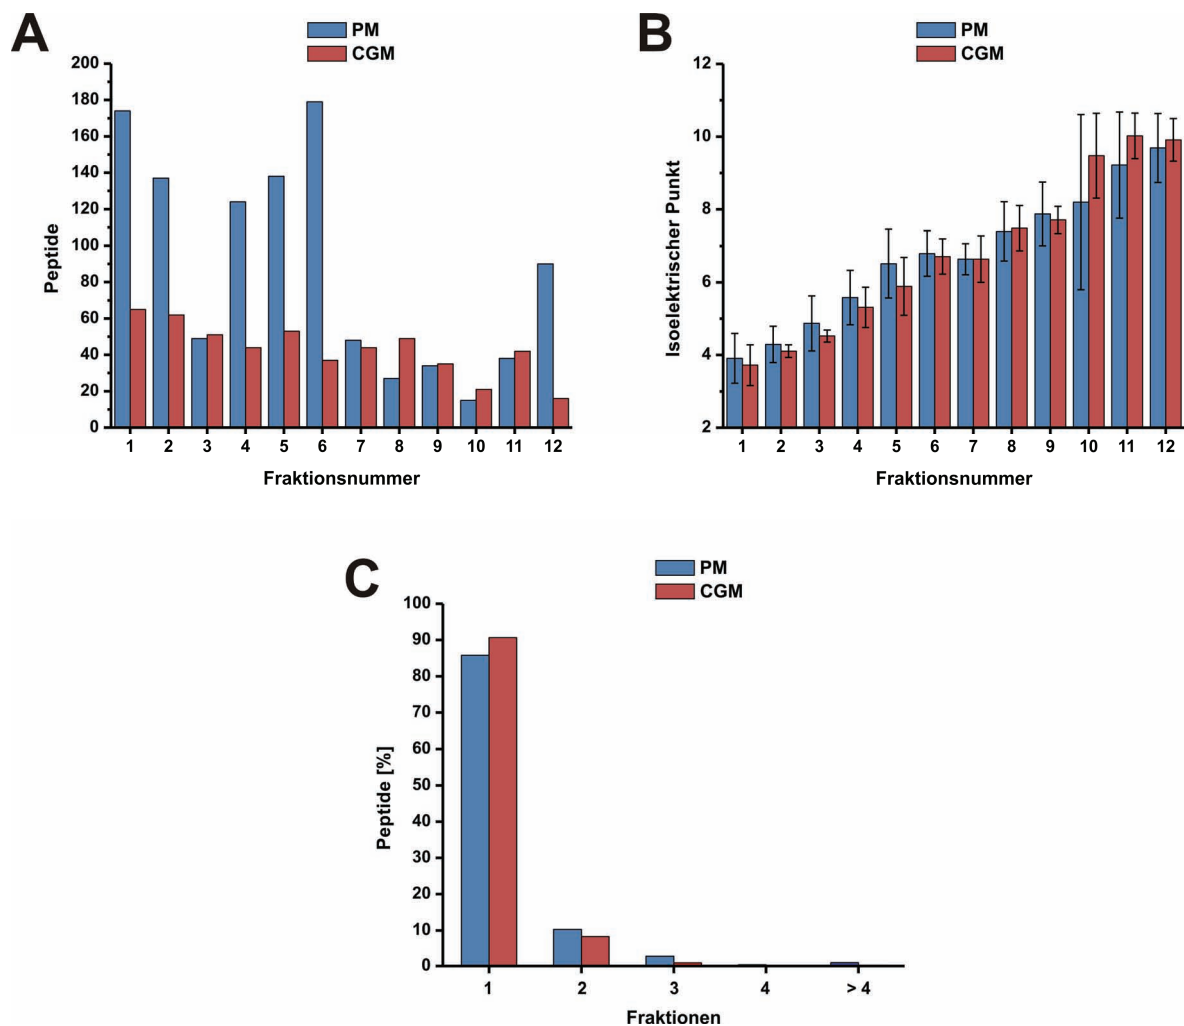 A
PM
CGM
Peptide
200
180
160
140
120
100
80
60
40
20
0
1 2 3 4 5 6 7 8 9 10 11 12
Fraktionsnummer
B
PM
CGM
Isoelektrischer Punkt
12
10
8
6
4
2
1 2 3 4 5 6 7 8 9 10 11 12
Fraktionsnummer
C
PM
CGM
Peptide [%]
100
90
80
70
60
50
40
30
20
10
0
1 2 3 4 > 4
Fraktionen